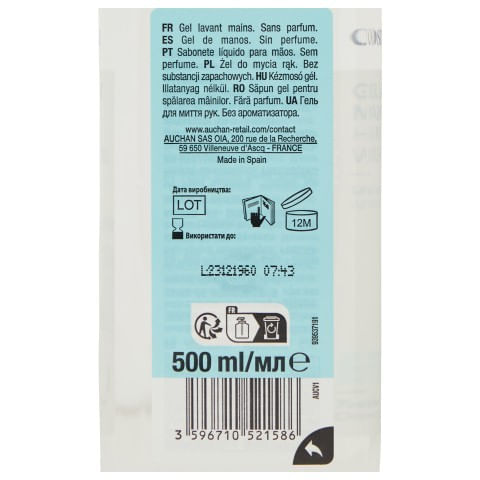 FR Gel lavant mains. Sans parfum.
ES Gel de manos. Sin perfume.
PT Sabonete líquido para mãos. Sem
perfume. PL Żel do mycia rąk. Bez
substancji zapachowych. HU Kézmosó gél.
Illatanyag nélkül. RO Săpun gel pentru
spălarea mâinilor. Fără parfum. UA Гель
для миття рук. Без ароматизатора.
www.auchan-retail.com/contact
AUCHAN SAS OIA, 200 rue de la Recherche,
59 650 Villeneuve d'Ascq - FRANCE
Made in Spain
Дата виробництва:
LOT
12M
Використати до:
L23121960 07:43
FR
939537191
500 ml/мл e
AUCV1
3 596710 521586